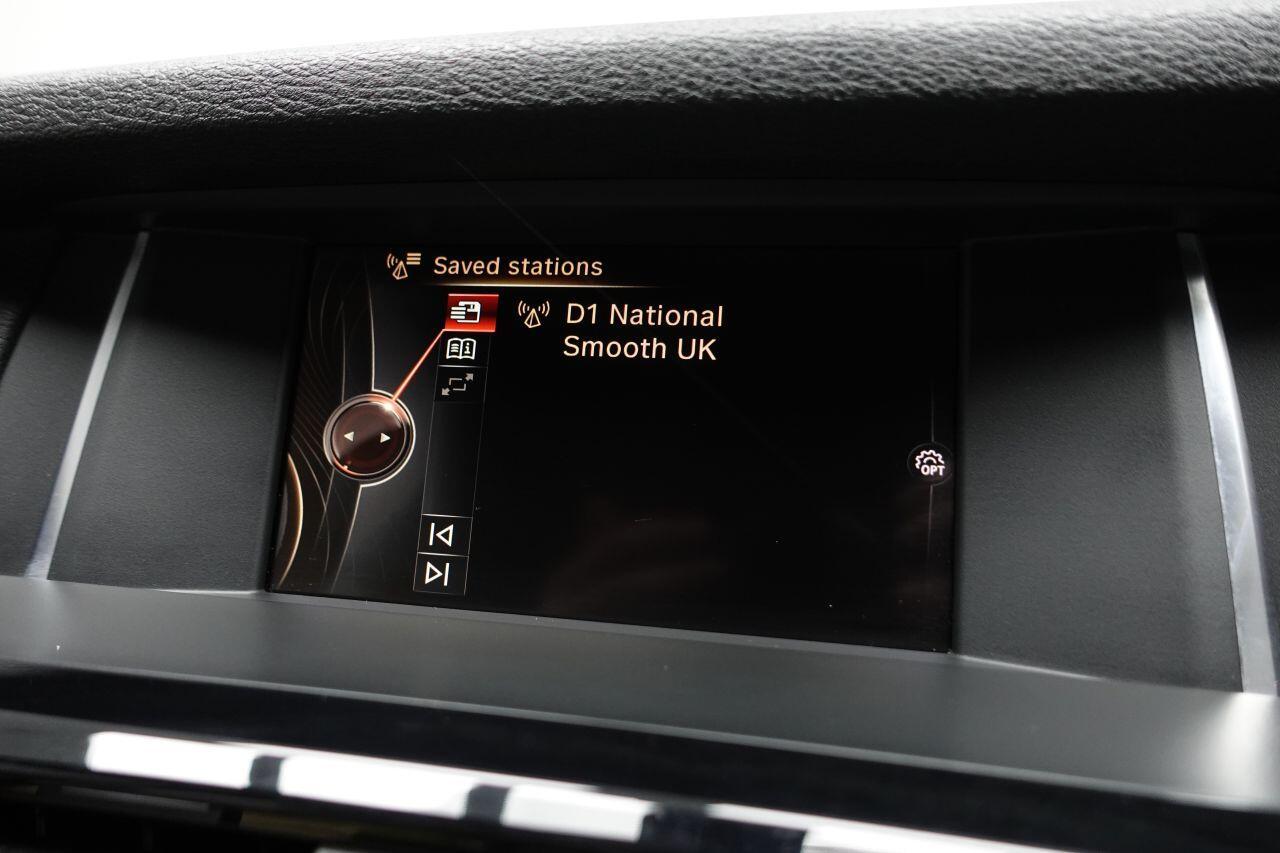 Saved stations
D1 National
Smooth UK
OPT